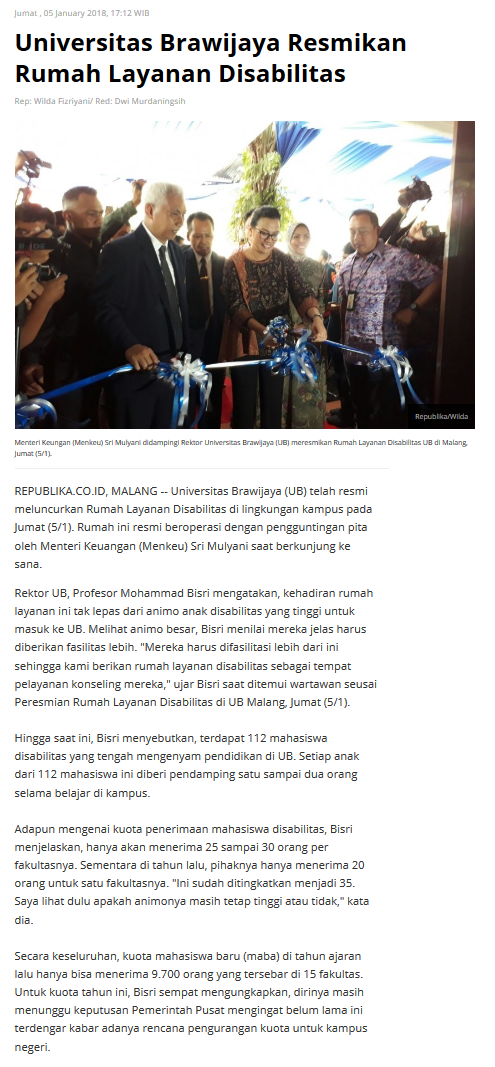 Jumat , 05 January 2018, 17:12 WIB
Universitas Brawijaya Resmikan
Rumah Layanan Disabilitas
Rep: Wilda Fizriyani/ Red: Dwi Murdaningsih
Republika/Wilda
Menteri Keungan (Menkeu) Sri Mulyani didampingi Rektor Universitas Brawijaya (UB) meresmikan Rumah Layanan Disabilitas UB di Malang,
Jumat (5/1).
REPUBLIKA.CO.ID, MALANG -- Universitas Brawijaya (UB) telah resmi
meluncurkan Rumah Layanan Disabilitas di lingkungan kampus pada
Jumat (5/1). Rumah ini resmi beroperasi dengan pengguntingan pita
oleh Menteri Keuangan (Menkeu) Sri Mulyani saat berkunjung ke
sana.
Rektor UB, Profesor Mohammad Bisri mengatakan, kehadiran rumah
layanan ini tak lepas dari animo anak disabilitas yang tinggi untuk
masuk ke UB. Melihat animo besar, Bisri menilai mereka jelas harus
diberikan fasilitas lebih. "Mereka harus difasilitasi lebih dari ini
sehingga kami berikan rumah layanan disabilitas sebagai tempat
pelayanan konseling mereka," ujar Bisri saat ditemui wartawan seusai
Peresmian Rumah Layanan Disabilitas di UB Malang, Jumat (5/1).
Hingga saat ini, Bisri menyebutkan, terdapat 112 mahasiswa
disabilitas yang tengah mengenyam pendidikan di UB. Setiap anak
dari 112 mahasiswa ini diberi pendamping satu sampai dua orang
selama belajar di kampus.
Adapun mengenai kuota penerimaan mahasiswa disabilitas, Bisri
menjelaskan, hanya akan menerima 25 sampai 30 orang per
fakultasnya. Sementara di tahun lalu, pihaknya hanya menerima 20
orang untuk satu fakultasnya. "Ini sudah ditingkatkan menjadi 35.
Saya lihat dulu apakah animonya masih tetap tinggi atau tidak," kata
dia.
Secara keseluruhan, kuota mahasiswa baru (maba) di tahun ajaran
lalu hanya bisa menerima 9.700 orang yang tersebar di 15 fakultas.
Untuk kuota tahun ini, Bisri sempat mengungkapkan, dirinya masih
menunggu keputusan Pemerintah Pusat mengingat belum lama ini
terdengar kabar adanya rencana pengurangan kuota untuk kampus
negeri.